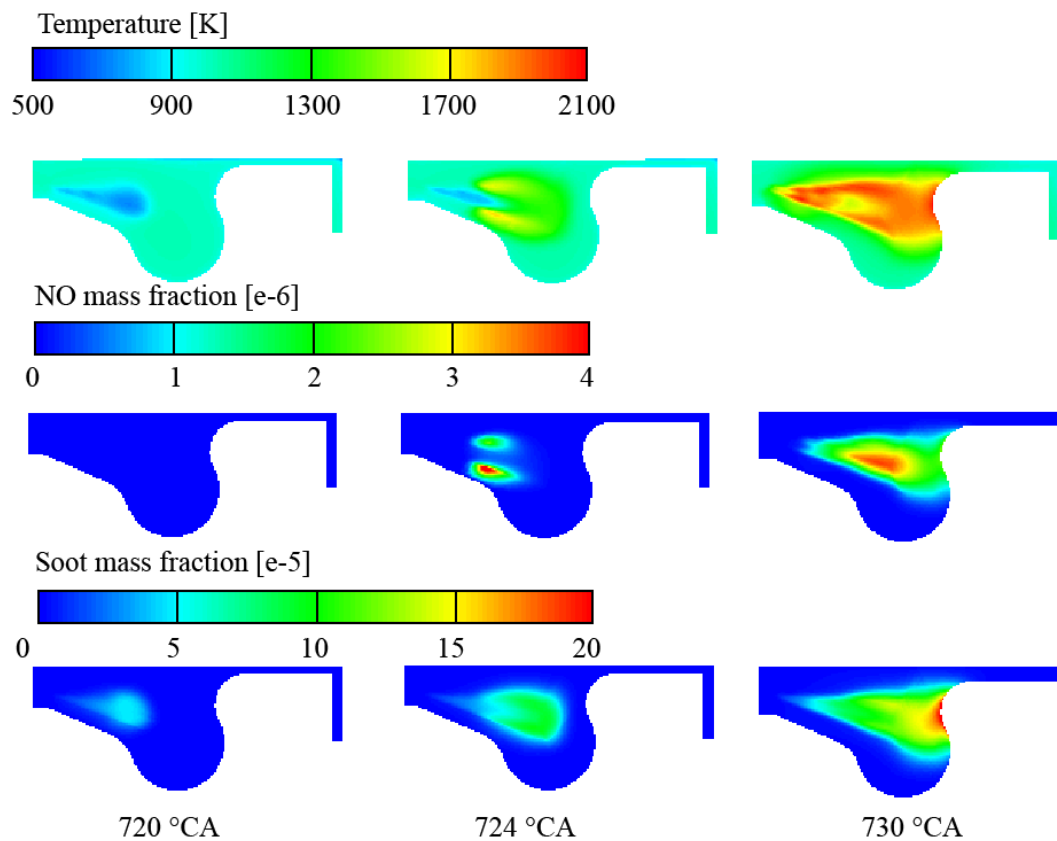 Temperature [K]
500 900 1300 1700 2100
NO mass fraction [e-6]
0 1 2 3 4
Soot mass fraction [e-5]
0 5 10 15 20
720 °CA 724 °CA 730 °CA